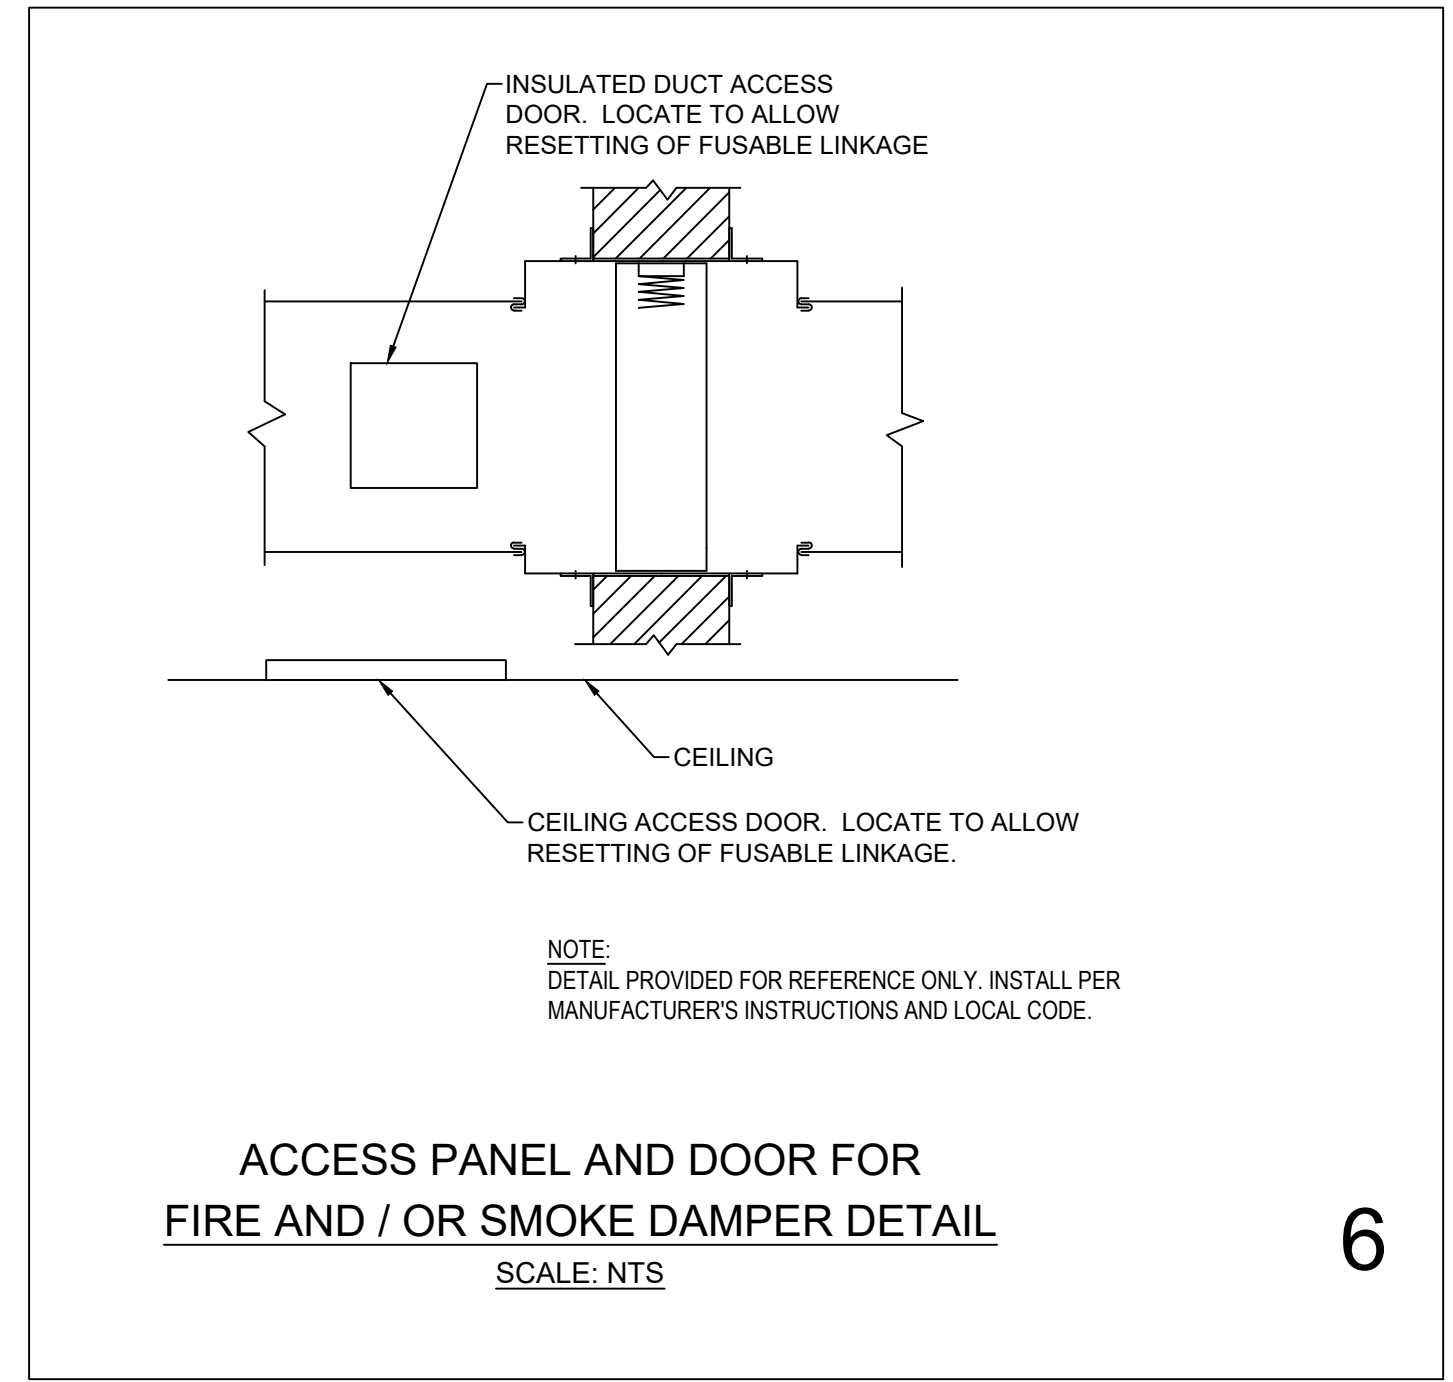 INSULATED DUCT ACCESS
DOOR.  LOCATE TO ALLOW
RESETTING OF FUSABLE LINKAGE
CEILING
CEILING ACCESS DOOR.  LOCATE TO ALLOW
RESETTING OF FUSABLE LINKAGE.
NOTE:
DETAIL PROVIDED FOR REFERENCE ONLY. INSTALL PER
MANUFACTURER'S INSTRUCTIONS AND LOCAL CODE.
ACCESS PANEL AND DOOR FOR
FIRE AND / OR SMOKE DAMPER DETAIL
SCALE: NTS
6